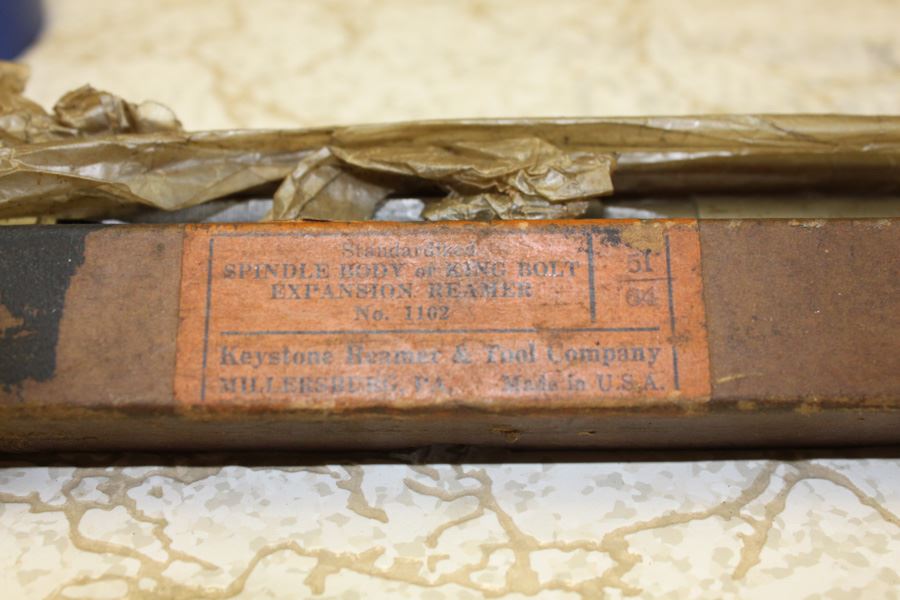 Standardized
SPINDLE BODY or KING BOLT
EXPANSION REAMER
No. 1102
51
64
Keystone Reamer & Tool Company
MILLERSBURG, PA. Made in U.S.A.